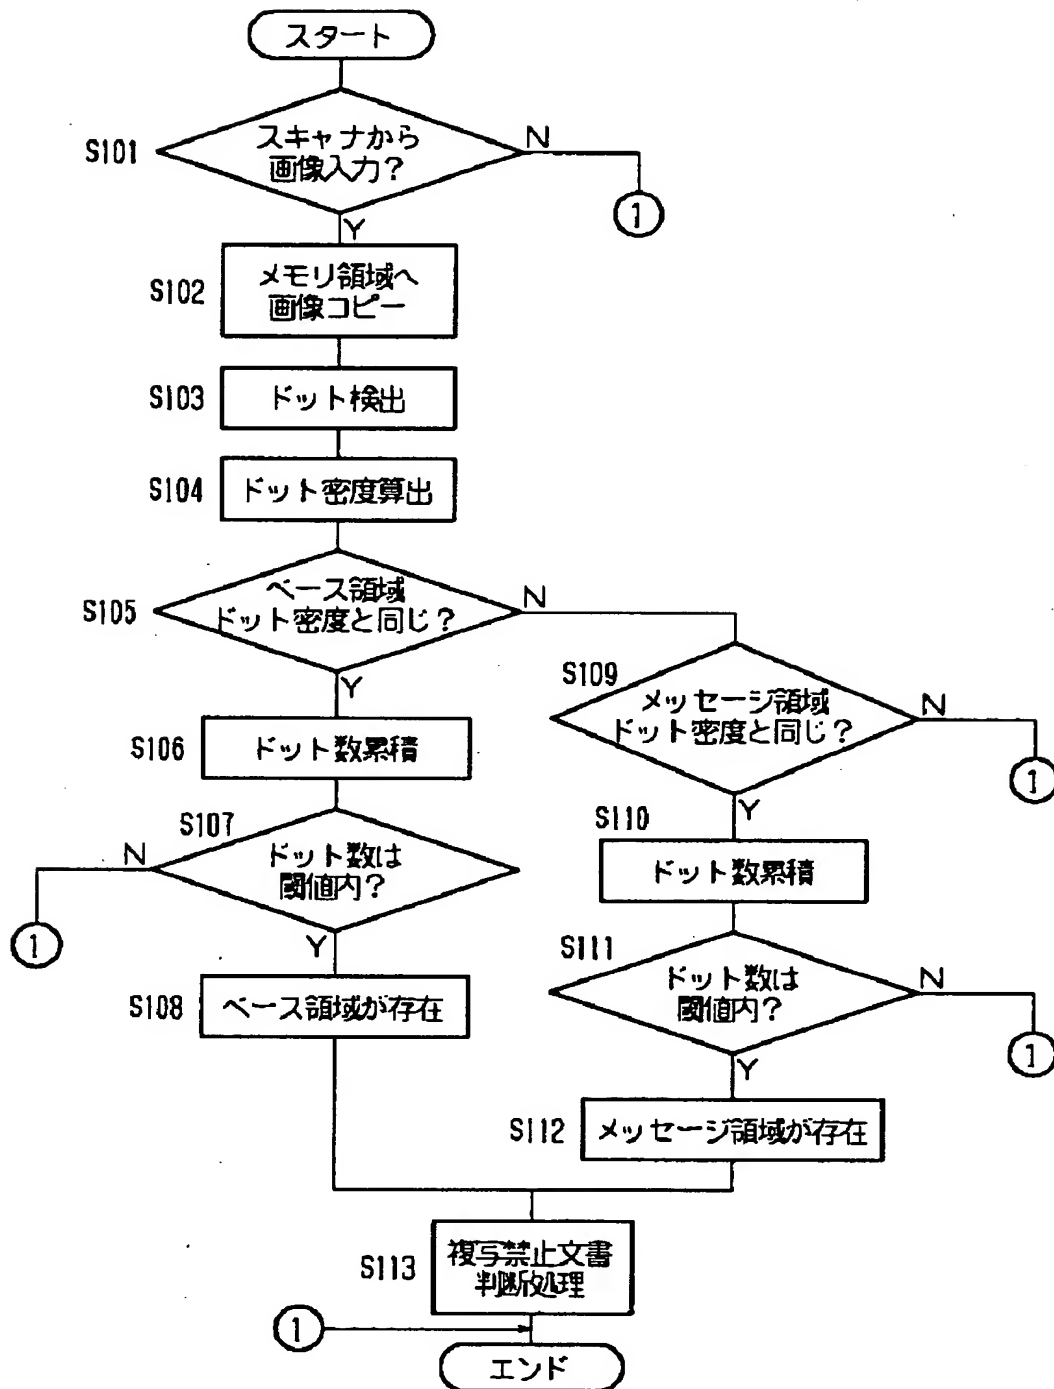 スタート
S101
スキャナから
画像入力?
N
1
Y
S102
メモリ領域へ
画像コピー
S103
ドット検出
S104
ドット密度算出
S105
ベース領域
ドット密度と同じ?
N
Y
S109
メッセージ領域
ドット密度と同じ?
N
1
Y
S106
ドット数累積
S107
ドット数は
閾値内?
N
1
Y
S108
ベース領域が存在
S110
ドット数累積
S111
ドット数は
閾値内?
N
1
Y
S112
メッセージ領域が存在
S113
複写禁止文書
判断処理
1
エンド